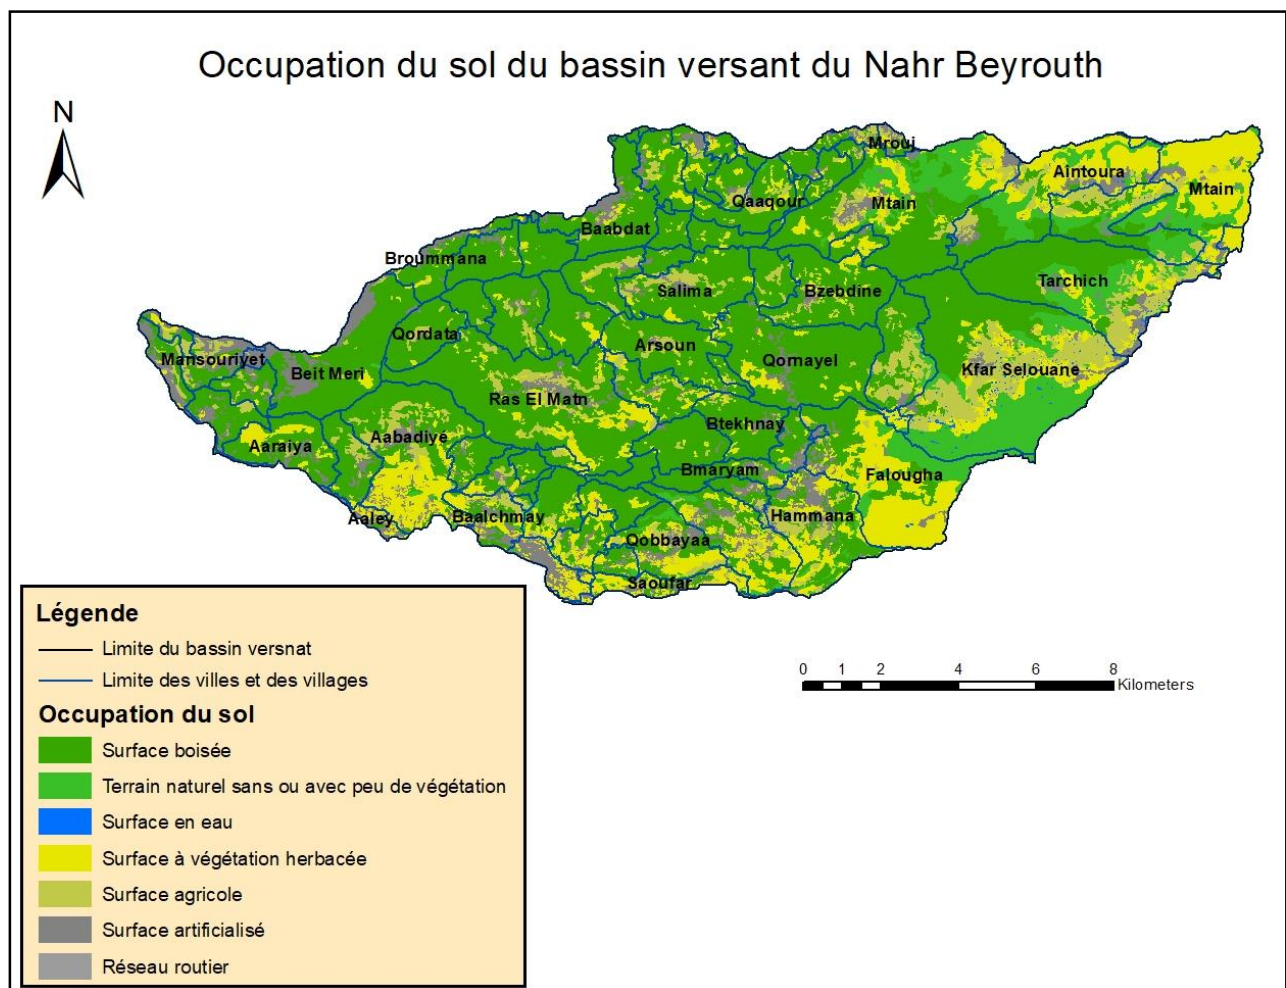 Occupation du sol du bassin versant du Nahr Beyrouth
N
Mrouj
Aintoura
Mtain
Qaaqour
Mtain
Baabdat
Broummana
Tarchich
Salima
Bzebdine
Qordata
Arsoun
Mansouriyet
Beit Meri
Qornayel
Kfar Selouane
Ras El Matn
Btekhnay
Aabadiye
Aaraiya
Bmaryam
Falougha
Aaley
Baalchmay
Hammana
Qobbayaa
Saoufar
Légende
Limite du bassin versnat
Limite des villes et des villages
Occupation du sol
Surface boisée
Terrain naturel sans ou avec peu de végétation
Surface en eau
Surface à végétation herbacée
Surface agricole
Surface artificialisé
Réseau routier
0 1 2 4 6 8
Kilometers